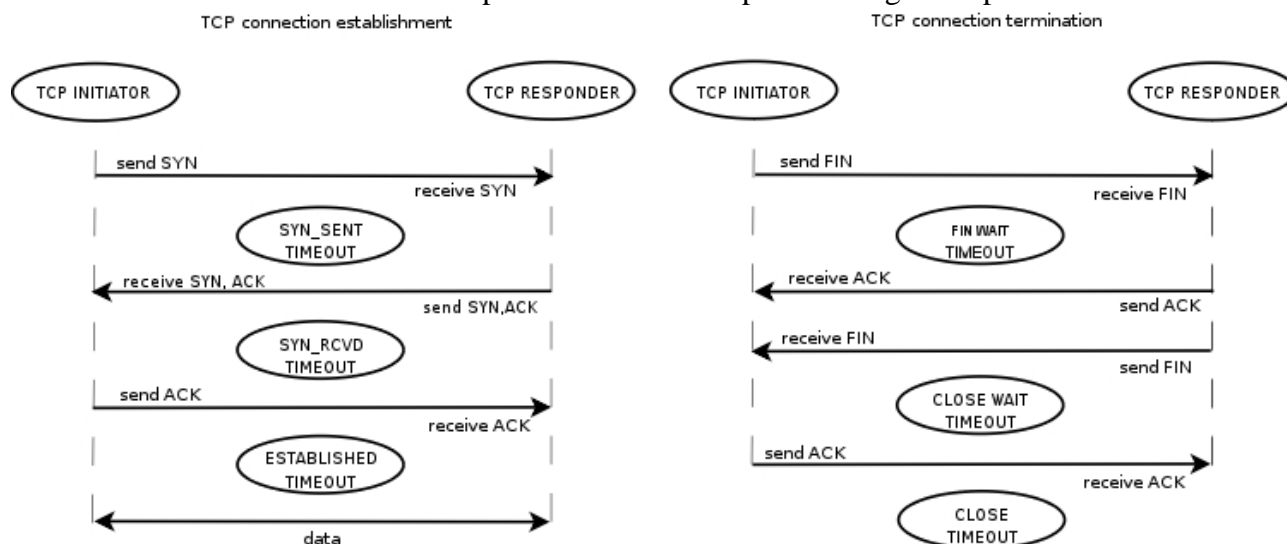 TCP connection establishment
TCP INITIATOR
TCP RESPONDER
send SYN
receive SYN
SYN_SENT
TIMEOUT
receive SYN, ACK
send SYN,ACK
SYN_RCVD
TIMEOUT
send ACK
receive ACK
ESTABLISHED
TIMEOUT
data
TCP connection termination
TCP INITIATOR
TCP RESPONDER
send FIN
receive FIN
FIN WAIT
TIMEOUT
receive ACK
send ACK
receive FIN
send FIN
CLOSE WAIT
TIMEOUT
send ACK
receive ACK
CLOSE
TIMEOUT